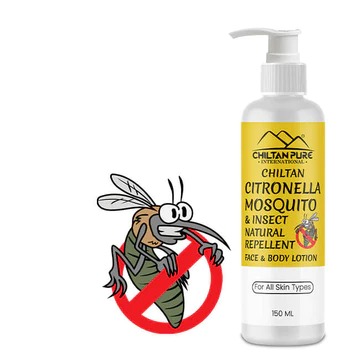 CHILTAN PURE
• INTERNATIONAL •
CHILTAN
CITRONELLA
MOSQUITO
& INSECT
NATURAL
REPELLENT
FACE & BODY LOTION
For All Skin Types
150 ML